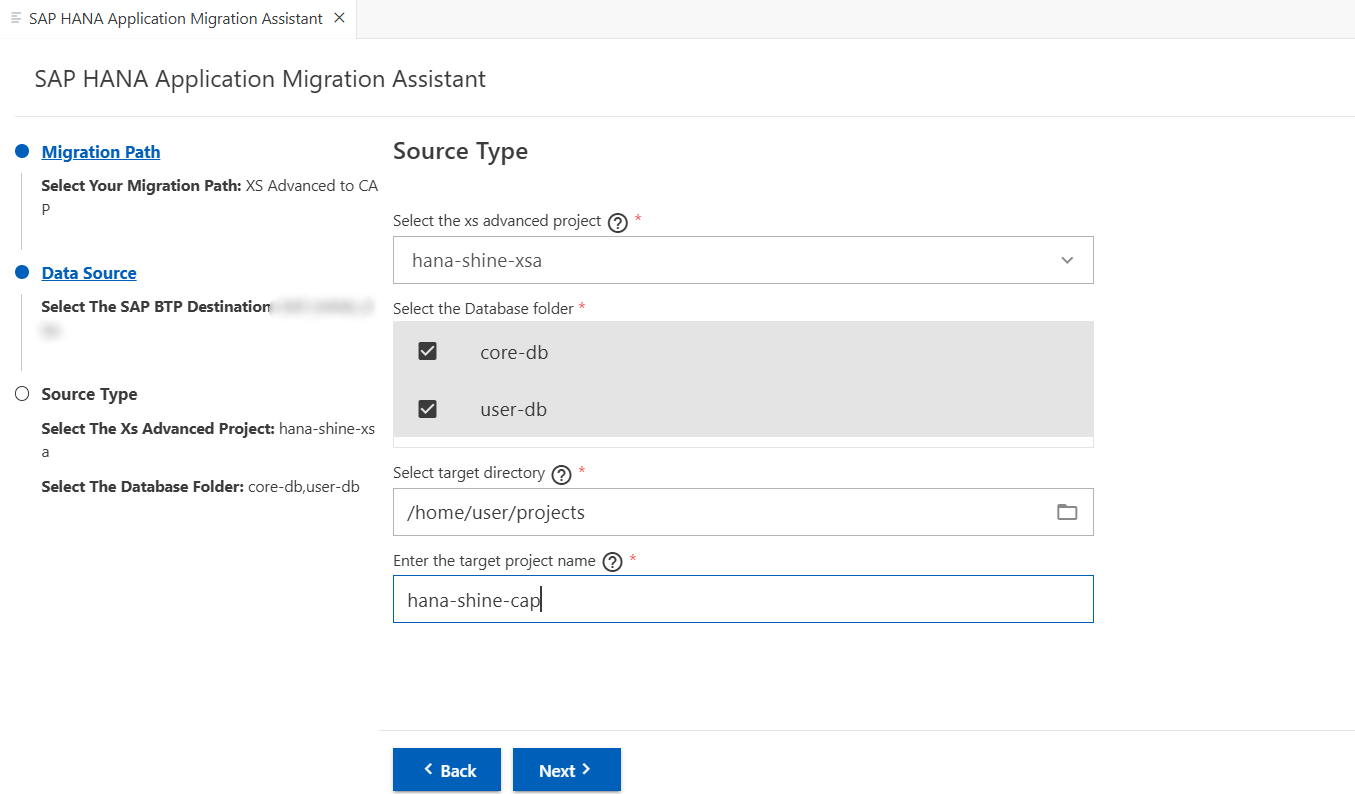 SAP HANA Application Migration Assistant
SAP HANA Application Migration Assistant
Migration Path
Select Your Migration Path: XS Advanced to CA
P
Data Source
Select The SAP BTP Destination
Source Type
Select The Xs Advanced Project: hana-shine-xs
a
Select The Database Folder: core-db,user-db
Source Type
Select the xs advanced project ? *
hana-shine-xsa
Select the Database folder *
core-db
user-db
Select target directory ? *
/home/user/projects
Enter the target project name ? *
hana-shine-cap
Back
Next